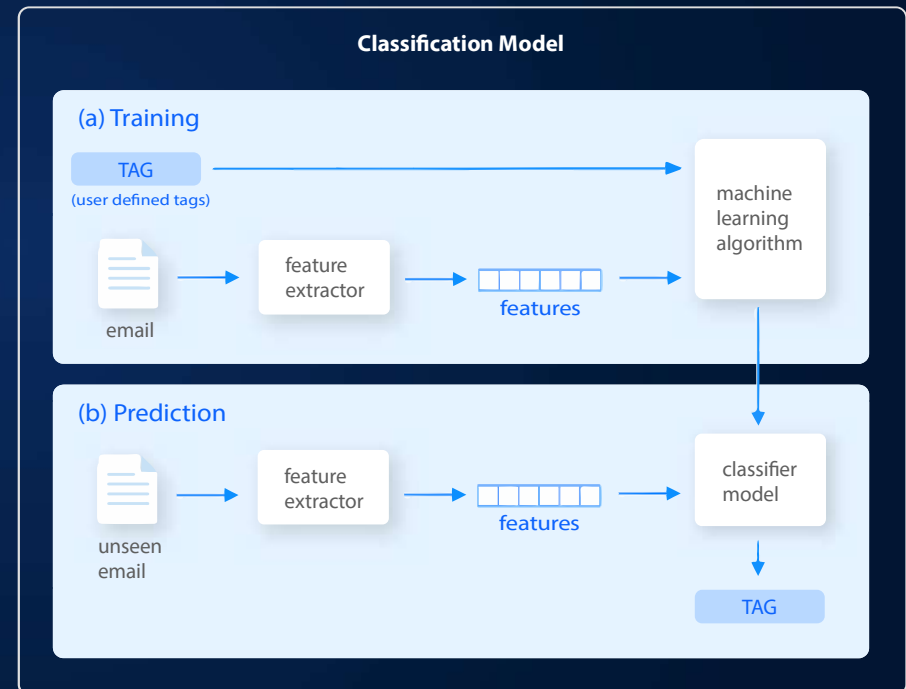 Classification Model
(a) Training
TAG
(user defined tags)
machine
learning
algorithm
feature
extractor
features
email
(b) Prediction
feature
extractor
features
classifier
model
unseen
email
TAG